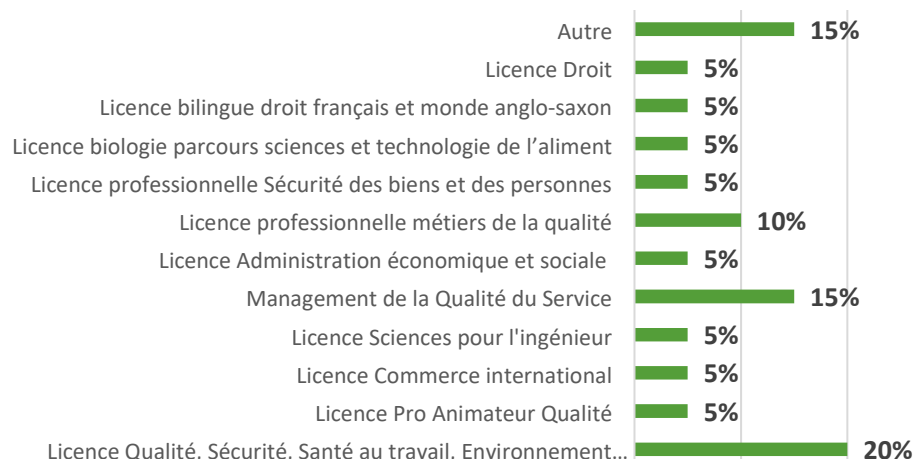 Autre 15%
Licence Droit 5%
Licence bilingue droit français et monde anglo-saxon 5%
Licence biologie parcours sciences et technologie de l’aliment 5%
Licence professionnelle Sécurité des biens et des personnes 5%
Licence professionnelle métiers de la qualité 10%
Licence Administration économique et sociale 5%
Management de la Qualité du Service 15%
Licence Sciences pour l'ingénieur 5%
Licence Commerce international 5%
Licence Pro Animateur Qualité 5%
Licence Qualité, Sécurité, Santé au travail, Environnement... 20%